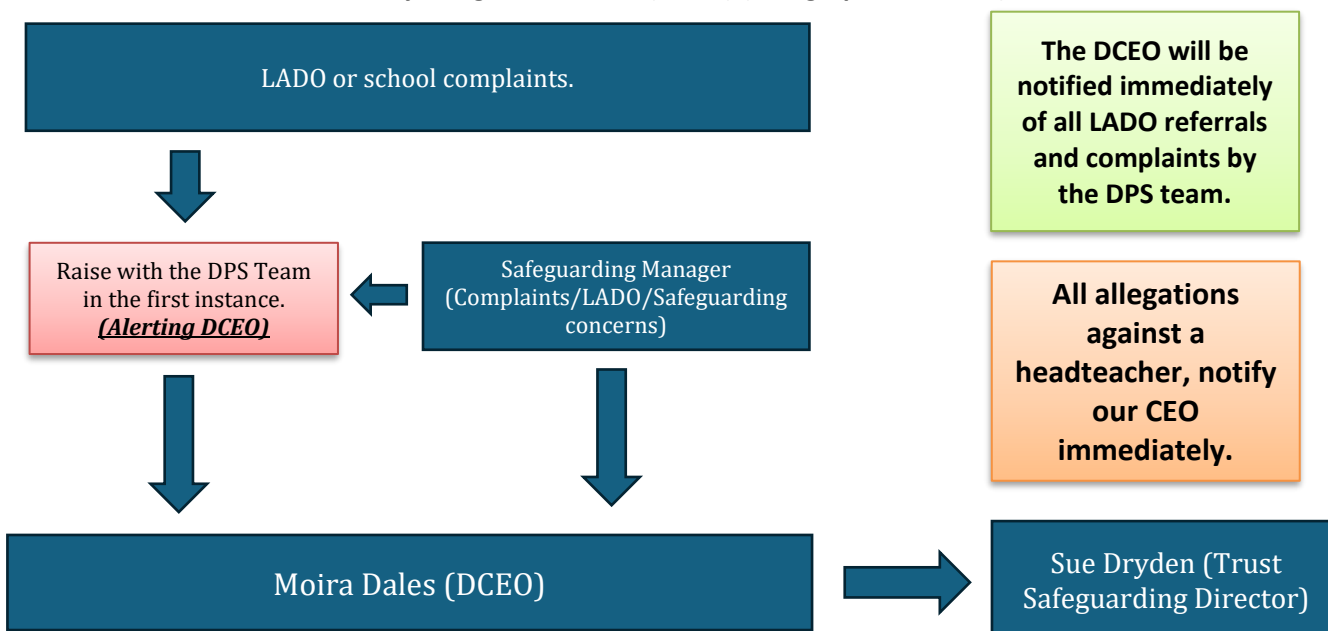 LADO or school complaints.
The DCEO will be
notified immediately
of all LADO referrals
and complaints by
the DPS team.
Raise with the DPS Team
in the first instance.
(Alerting DCEO)
Safeguarding Manager
(Complaints/LADO/Safeguarding
concerns)
All allegations
against a
headteacher, notify
our CEO
immediately.
Moira Dales (DCEO)
Sue Dryden (Trust
Safeguarding Director)